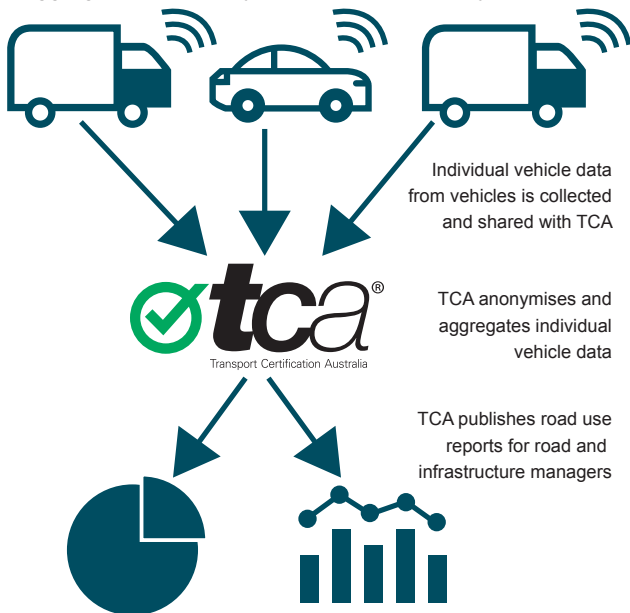 Individual vehicle data
from vehicles is collected
and shared with TCA
tca®
Transport Certification Australia
TCA anonymises and
aggregates individual
vehicle data
TCA publishes road use
reports for road and
infrastructure managers